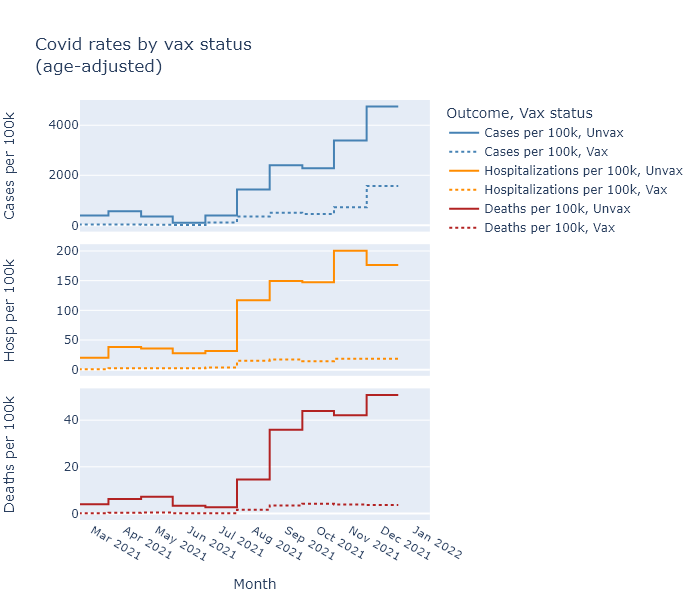 Covid rates by vax status
(age-adjusted)
Cases per 100k
4000
2000
0
Hosp per 100k
200
150
100
50
0
Deaths per 100k
40
20
0
Mar 2021
Apr 2021
May 2021
Jun 2021
Jul 2021
Aug 2021
Sep 2021
Oct 2021
Nov 2021
Dec 2021
Jan 2022
Month
Outcome, Vax status
Cases per 100k, Unvax
Cases per 100k, Vax
Hospitalizations per 100k, Unvax
Hospitalizations per 100k, Vax
Deaths per 100k, Unvax
Deaths per 100k, Vax